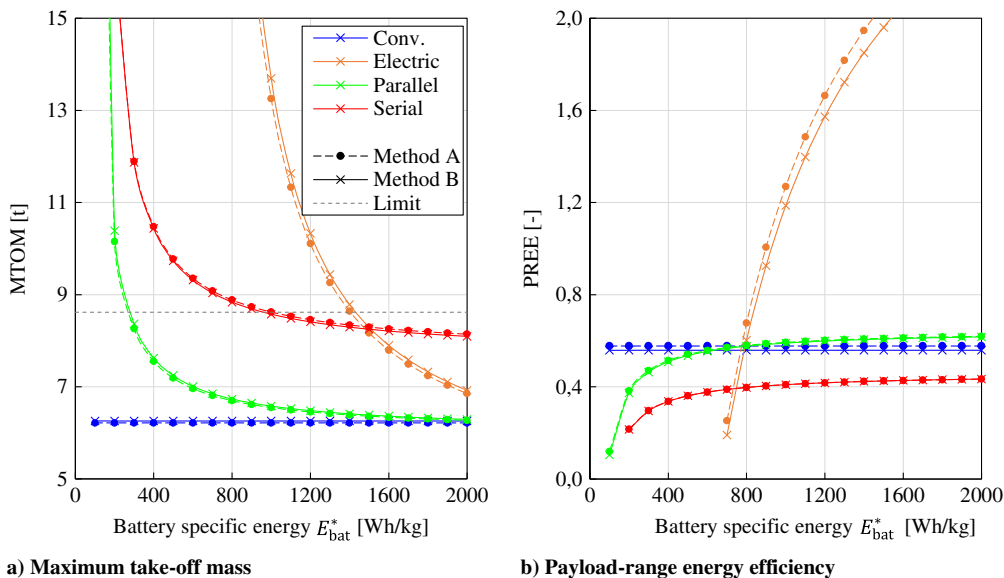 15
13
11
9
7
5
MTOM [t]
Conv.
Electric
Parallel
Serial
Method A
Method B
Limit
0 400 800 1200 1600 2000
Battery specific energy E*bat [Wh/kg]
a) Maximum take-off mass
2,0
1,6
1,2
0,8
0,4
0,0
PREE [-]
0 400 800 1200 1600 2000
Battery specific energy E*bat [Wh/kg]
b) Payload-range energy efficiency